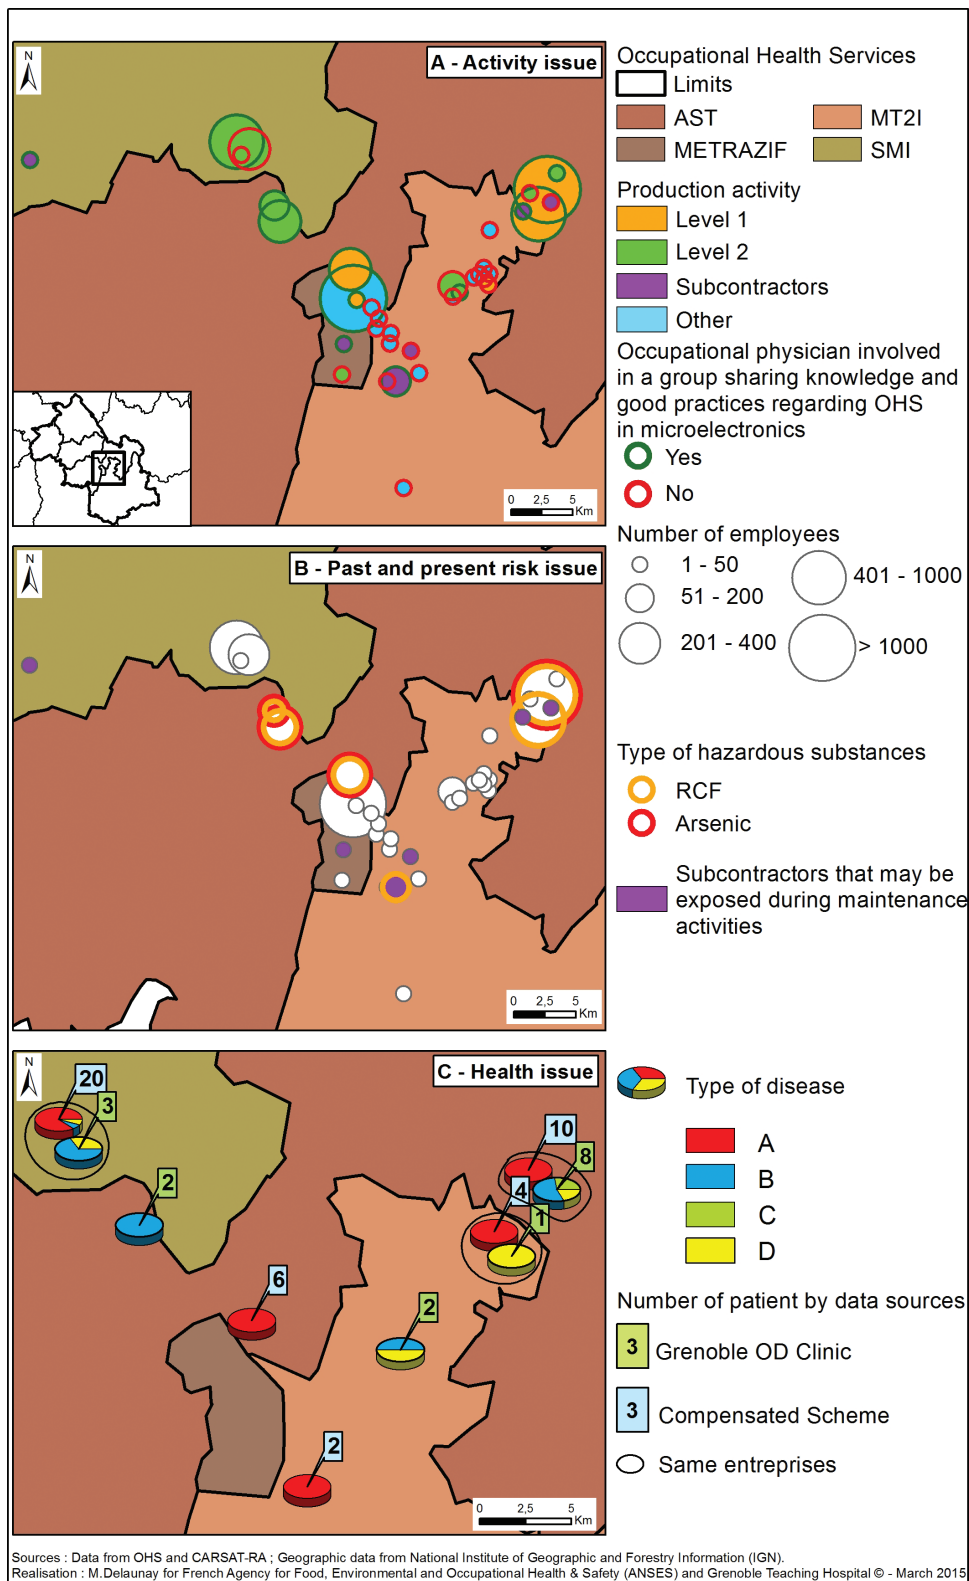 N
A - Activity issue
0 2,5 5
Km
Occupational Health Services
Limits
AST
MT2I
METRAZIF
SMI
Production activity
Level 1
Level 2
Subcontractors
Other
Occupational physician involved
in a group sharing knowledge and
good practices regarding OHS
in microelectronics
Yes
No
Number of employees
1 - 50
401 - 1000
51 - 200
201 - 400
> 1000
N
B - Past and present risk issue
0 2,5 5
Km
Type of hazardous substances
RCF
Arsenic
Subcontractors that may be
exposed during maintenance
activities
N
C - Health issue
20
3
2
10
8
4
1
6
2
2
0 2,5 5
Km
Type of disease
A
B
C
D
Number of patient by data sources
3 Grenoble OD Clinic
3 Compensated Scheme
Same entreprises
Sources : Data from OHS and CARSAT-RA ; Geographic data from National Institute of Geographic and Forestry Information (IGN).
Realisation : M.Delaunay for French Agency for Food, Environmental and Occupational Health & Safety (ANSES) and Grenoble Teaching Hospital © - March 2015